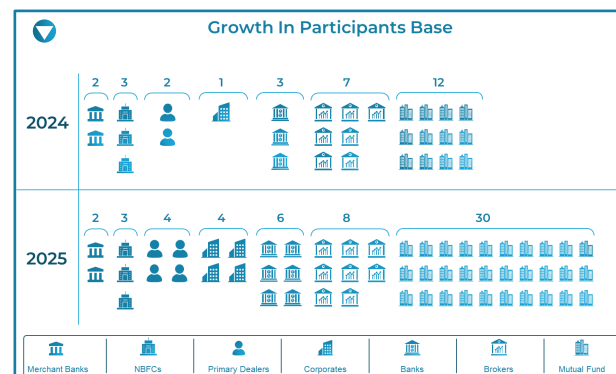 Growth In Participants Base
2 3 2 1 3 7 12
2024
2 3 4 4 6 8 30
2025
Merchant Banks NBFCs Primary Dealers Corporates Banks Brokers Mutual Fund